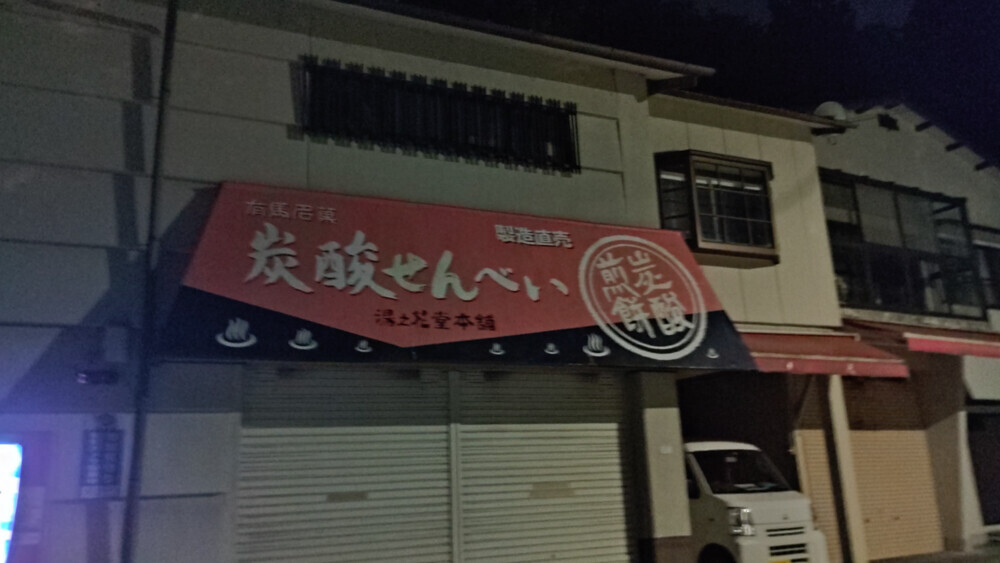 有馬名菓
製造直売
炭酸せんべい
湯之花堂本舗
炭酸
煎餅